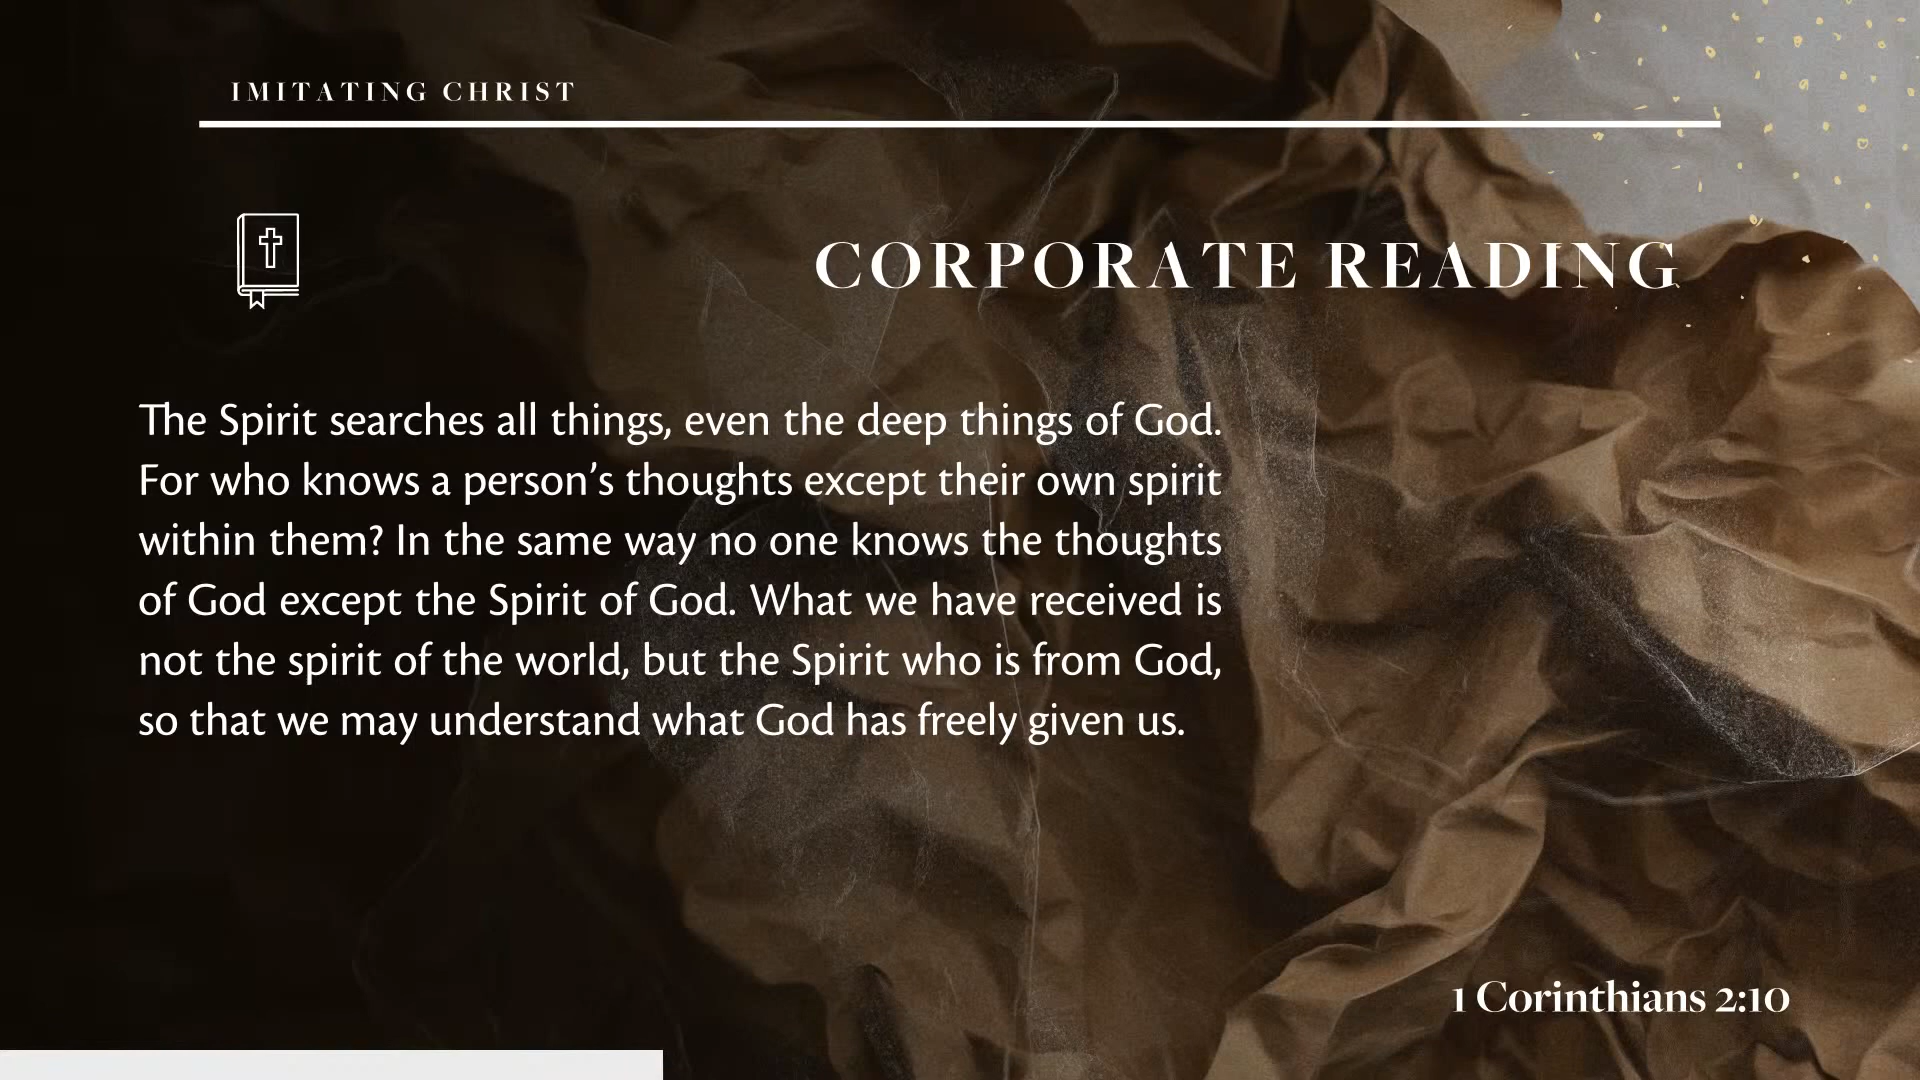 IMITATING CHRIST
CORPORATE READING
The Spirit searches all things, even the deep things of God.
For who knows a person’s thoughts except their own spirit
within them? In the same way no one knows the thoughts
of God except the Spirit of God. What we have received is
not the spirit of the world, but the Spirit who is from God,
so that we may understand what God has freely given us.
1 Corinthians 2:10